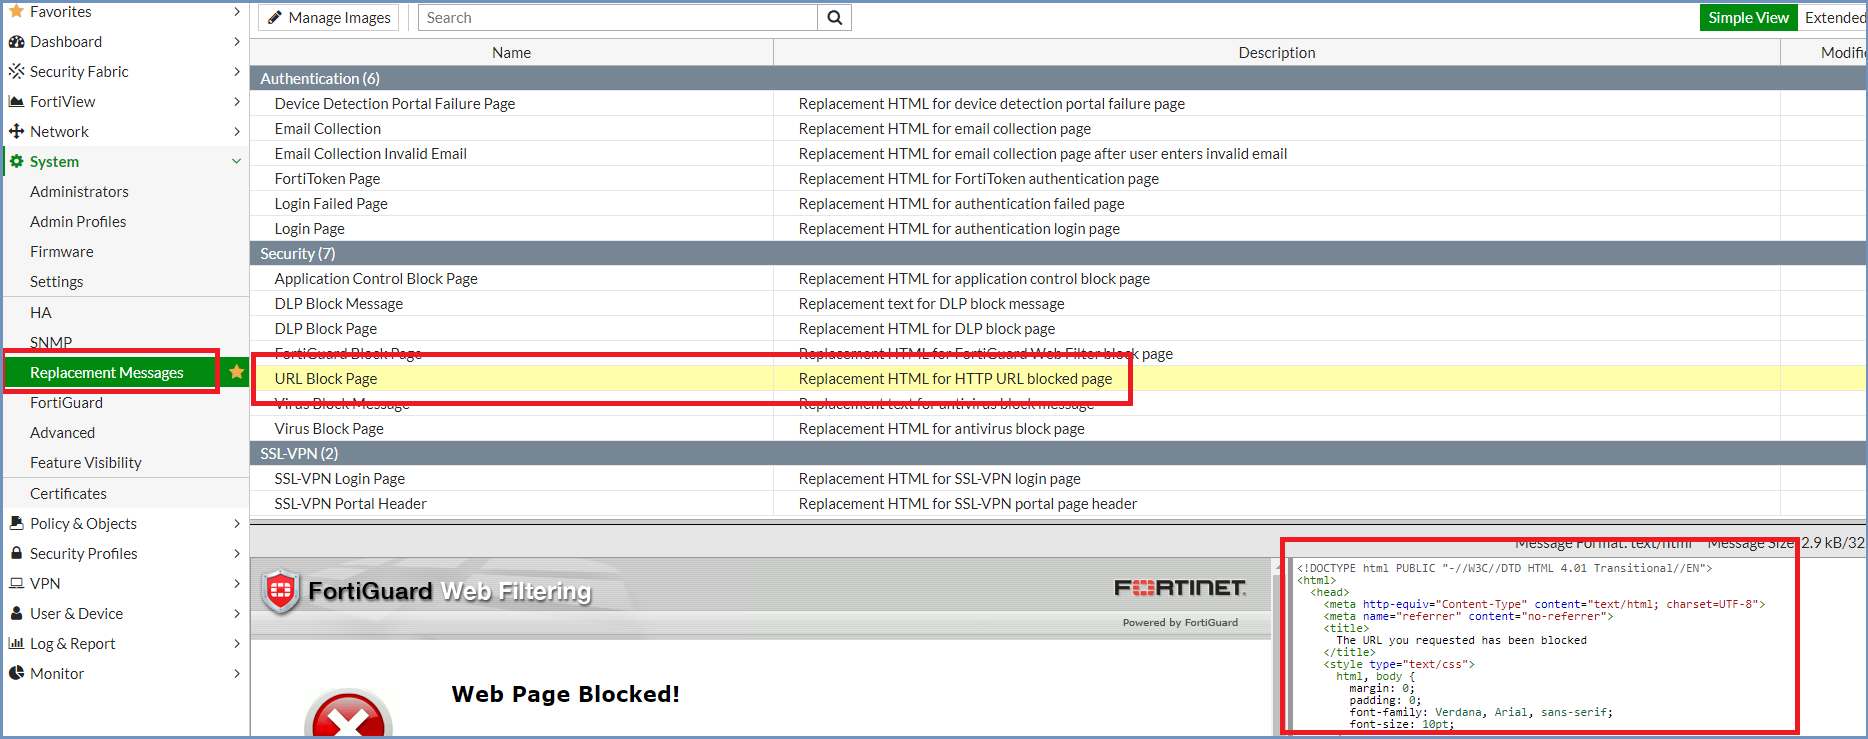 Favorites
Dashboard
Security Fabric
FortiView
Network
System
Administrators
Admin Profiles
Firmware
Settings
HA
SNMP
Replacement Messages
FortiGuard
Advanced
Feature Visibility
Certificates
Policy & Objects
Security Profiles
VPN
User & Device
Log & Report
Monitor
Manage Images Search Simple View Extended
Name Description Modifie
Authentication (6)
Device Detection Portal Failure Page Replacement HTML for device detection portal failure page
Email Collection Replacement HTML for email collection page
Email Collection Invalid Email Replacement HTML for email collection page after user enters invalid email
FortiToken Page Replacement HTML for FortiToken authentication page
Login Failed Page Replacement HTML for authentication failed page
Login Page Replacement HTML for authentication login page
Security (7)
Application Control Block Page Replacement HTML for application control block page
DLP Block Message Replacement text for DLP block message
DLP Block Page Replacement HTML for DLP block page
FortiGuard Block Page Replacement HTML for FortiGuard Web Filter block page
URL Block Page Replacement HTML for HTTP URL blocked page
Virus Block Message Replacement text for antivirus block message
Virus Block Page Replacement HTML for antivirus block page
SSL-VPN (2)
SSL-VPN Login Page Replacement HTML for SSL-VPN login page
SSL-VPN Portal Header Replacement HTML for SSL-VPN portal page header
Message Format: text/html Message Size: 2.9 kB/32
FortiGuard Web Filtering
FORTINET
Powered by FortiGuard
Web Page Blocked!
<!DOCTYPE html PUBLIC "-//W3C//DTD HTML 4.01 Transitional//EN">
<html>
<head>
<meta http-equiv="Content-Type" content="text/html; charset=UTF-8">
<meta name="referrer" content="no-referrer">
<title>
The URL you requested has been blocked
</title>
<style type="text/css">
html, body {
margin: 0;
padding: 0;
font-family: Verdana, Arial, sans-serif;
font-size: 10pt;